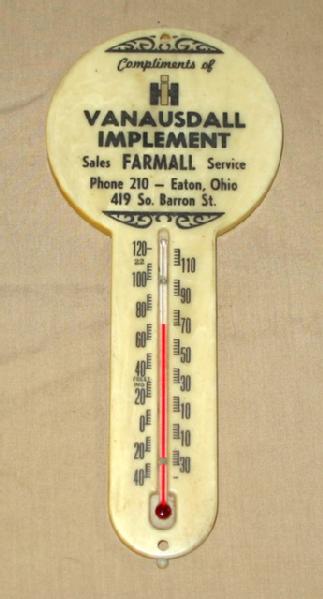 Compliments of
IH
VANAUSDALL
IMPLEMENT
Sales FARMALL Service
Phone 210 — Eaton, Ohio
419 So. Barron St.
120
110
100
90
80
70
60
50
40
30
20
10
0
10
20
30
40